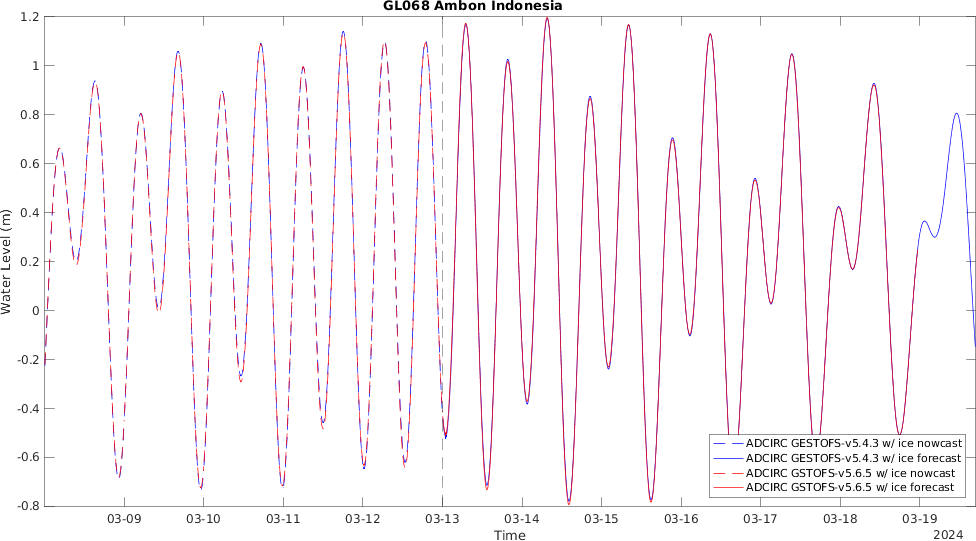 GL068 Ambon Indonesia
1.2
1
0.8
0.6
0.4
0.2
0
-0.2
-0.4
-0.6
-0.8
Water Level (m)
ADCIRC GESTOFS-v5.4.3 w/ ice nowcast
ADCIRC GESTOFS-v5.4.3 w/ ice forecast
ADCIRC GSTOFS-v5.6.5 w/ ice nowcast
ADCIRC GSTOFS-v5.6.5 w/ ice forecast
03-09 03-10 03-11 03-12 03-13 03-14 03-15 03-16 03-17 03-18 03-19
Time
2024